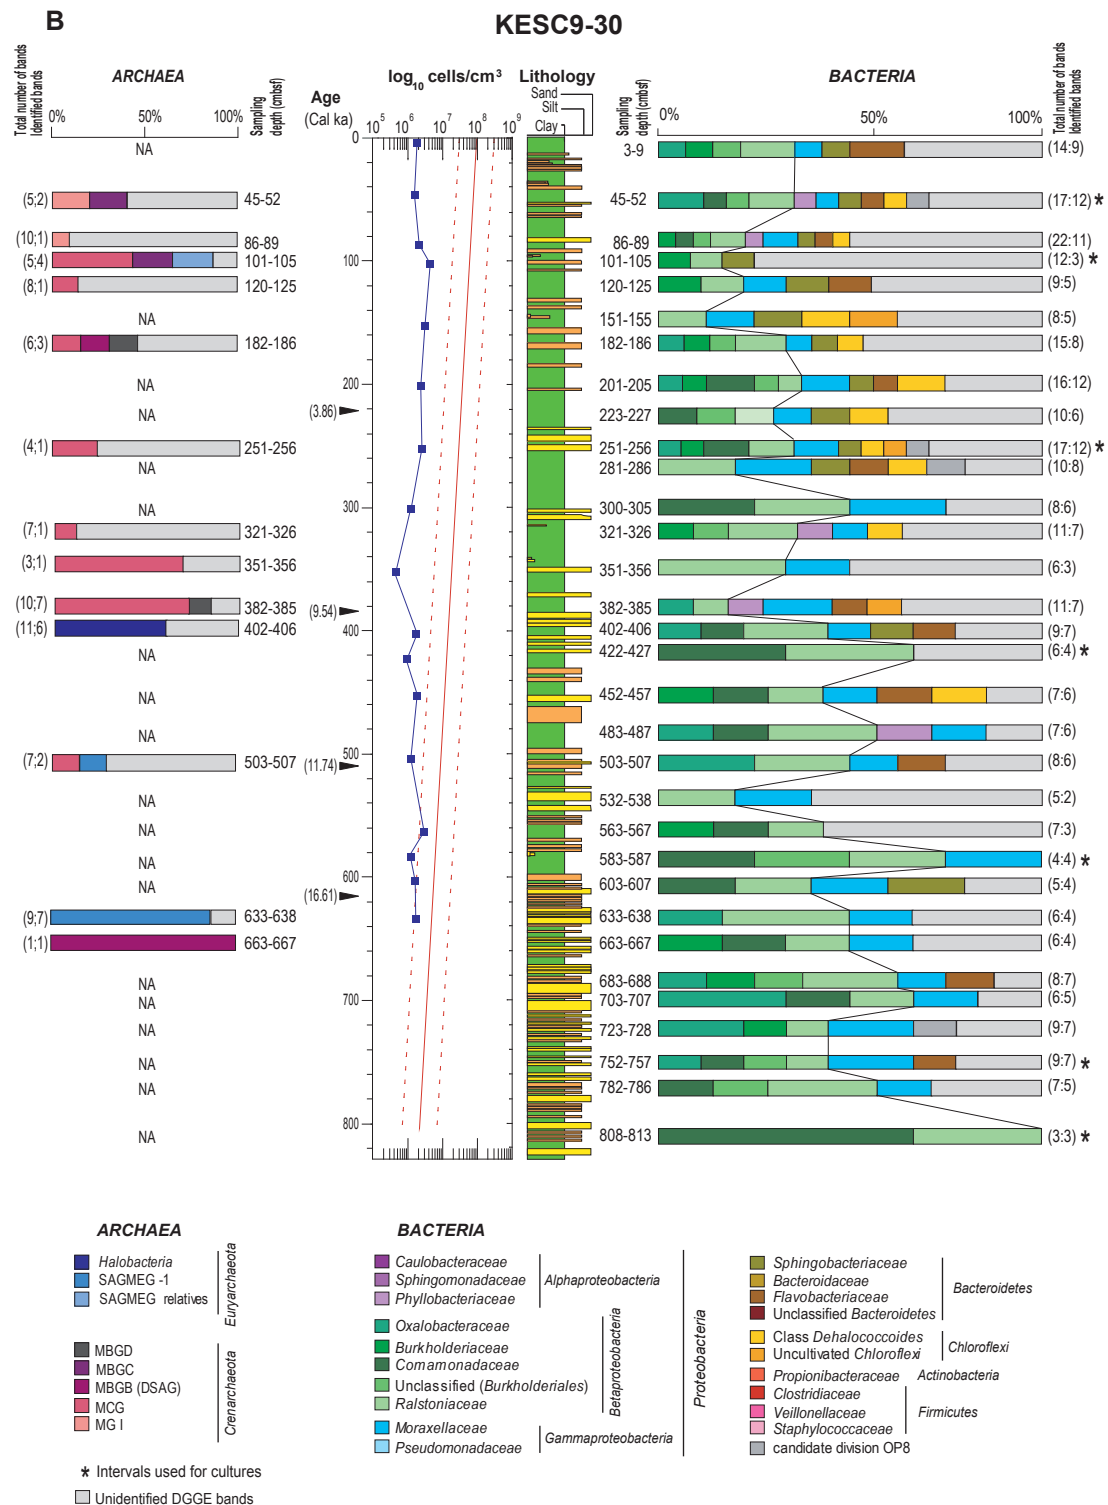 B
KESC9-30
Total number of bands
Identified bands
ARCHAEA
Sampling
depth (cmbsf)
Age
(Cal ka)
log10 cells/cm3
Lithology
Sand
Silt
Clay
Sampling
depth (cmbsf)
BACTERIA
Total number of bands
identified bands
0% 50% 100%
10^5 10^6 10^7 10^8 10^9
0% 50% 100%
0
NA 3-9 (14:9)
(5;2) 45-52 45-52 (17:12) *
(10;1) 86-89 86-89 (22:11)
(5;4) 101-105 100 101-105 (12:3) *
(8;1) 120-125 120-125 (9:5)
NA 151-155 (8:5)
(6;3) 182-186 182-186 (15:8)
NA 200 201-205 (16:12)
NA (3.86) 223-227 (10:6)
(4;1) 251-256 251-256 (17:12) *
NA 281-286 (10:8)
NA 300 300-305 (8:6)
(7;1) 321-326 321-326 (11:7)
(3;1) 351-356 351-356 (6:3)
(10;7) 382-385 (9.54) 382-385 (11:7)
(11;6) 402-406 400 402-406 (9:7)
NA 422-427 (6:4) *
NA 452-457 (7:6)
NA 483-487 (7:6)
(7;2) 503-507 500 (11.74) 503-507 (8:6)
NA 532-538 (5:2)
NA 563-567 (7:3)
NA 583-587 (4:4) *
NA 600 (16.61) 603-607 (5:4)
(9;7) 633-638 633-638 (6:4)
(1;1) 663-667 663-667 (6:4)
NA 683-688 (8:7)
NA 700 703-707 (6:5)
NA 723-728 (9:7)
NA 752-757 (9:7) *
NA 782-786 (7:5)
NA 800 808-813 (3:3) *
ARCHAEA
Halobacteria
SAGMEG -1
SAGMEG relatives
Euryarchaeota
MBGD
MBGC
MBGB (DSAG)
MCG
MG I
Crenarchaeota
* Intervals used for cultures
Unidentified DGGE bands
BACTERIA
Caulobacteraceae
Sphingomonadaceae
Phyllobacteriaceae
Alphaproteobacteria
Oxalobacteraceae
Burkholderiaceae
Comamonadaceae
Unclassified (Burkholderiales)
Ralstoniaceae
Betaproteobacteria
Moraxellaceae
Pseudomonadaceae
Gammaproteobacteria
Proteobacteria
Sphingobacteriaceae
Bacteroidaceae
Flavobacteriaceae
Unclassified Bacteroidetes
Bacteroidetes
Class Dehalococcoides
Uncultivated Chloroflexi
Chloroflexi
Propionibacteraceae Actinobacteria
Clostridiaceae
Veillonellaceae
Staphylococcaceae
Firmicutes
candidate division OP8